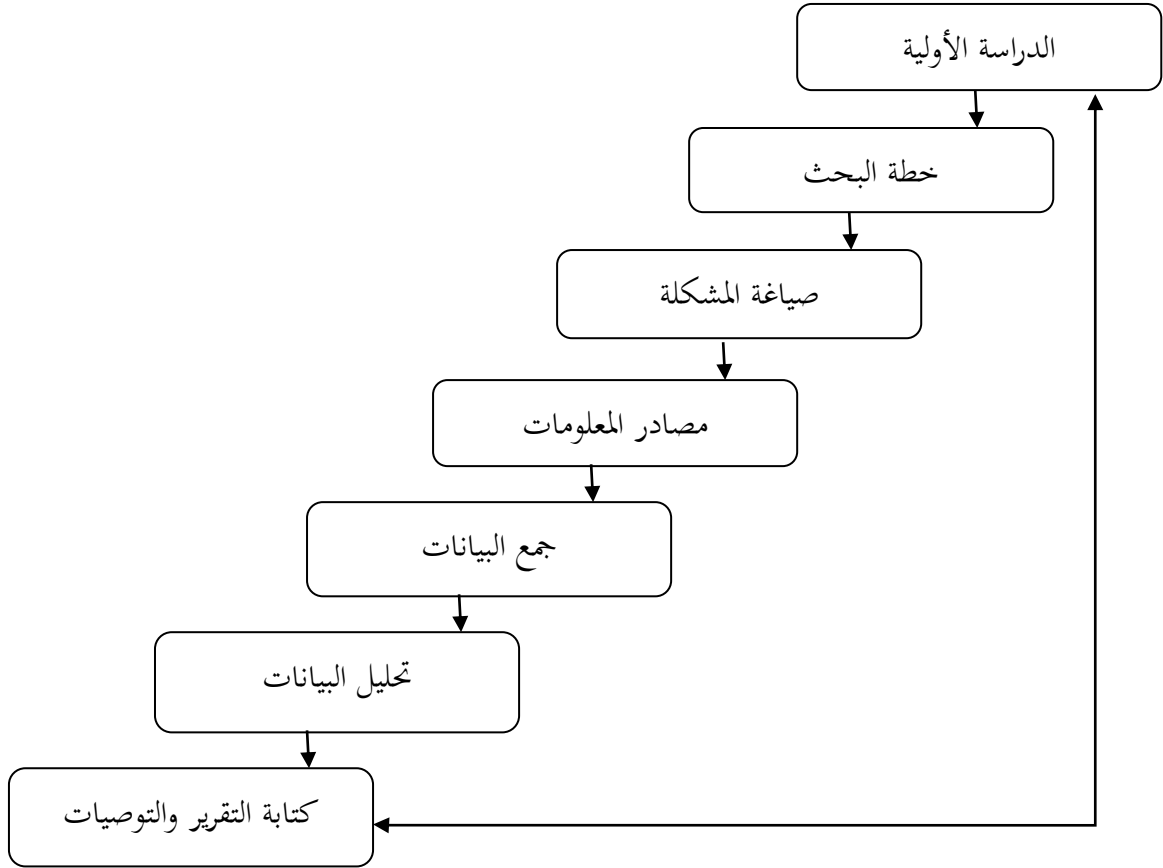 الدراسة الأولية
خطة البحث
صياغة المشكلة
مصادر المعلومات
جمع البيانات
تحليل البيانات
كتابة التقرير والتوصيات